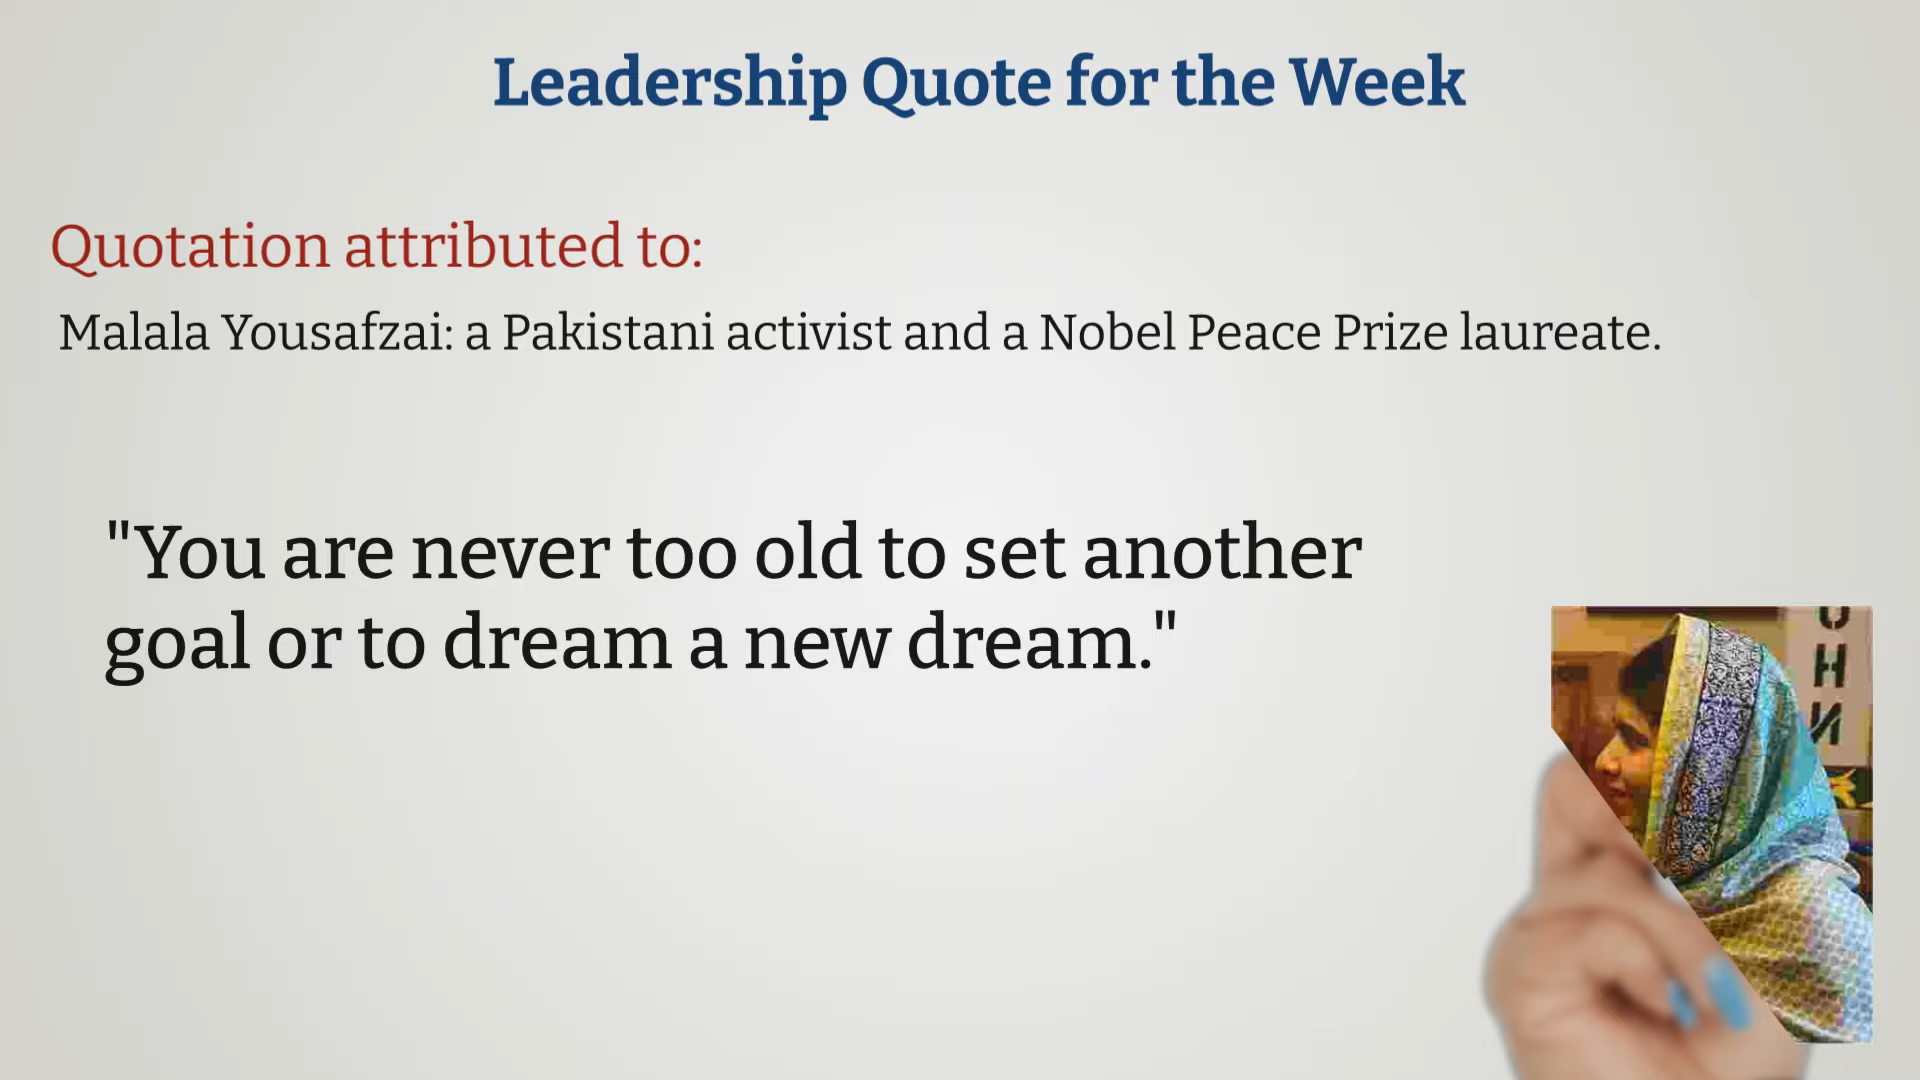 Leadership Quote for the Week
Quotation attributed to:
Malala Yousafzai: a Pakistani activist and a Nobel Peace Prize laureate.
"You are never too old to set another
goal or to dream a new dream."
О
Н
И